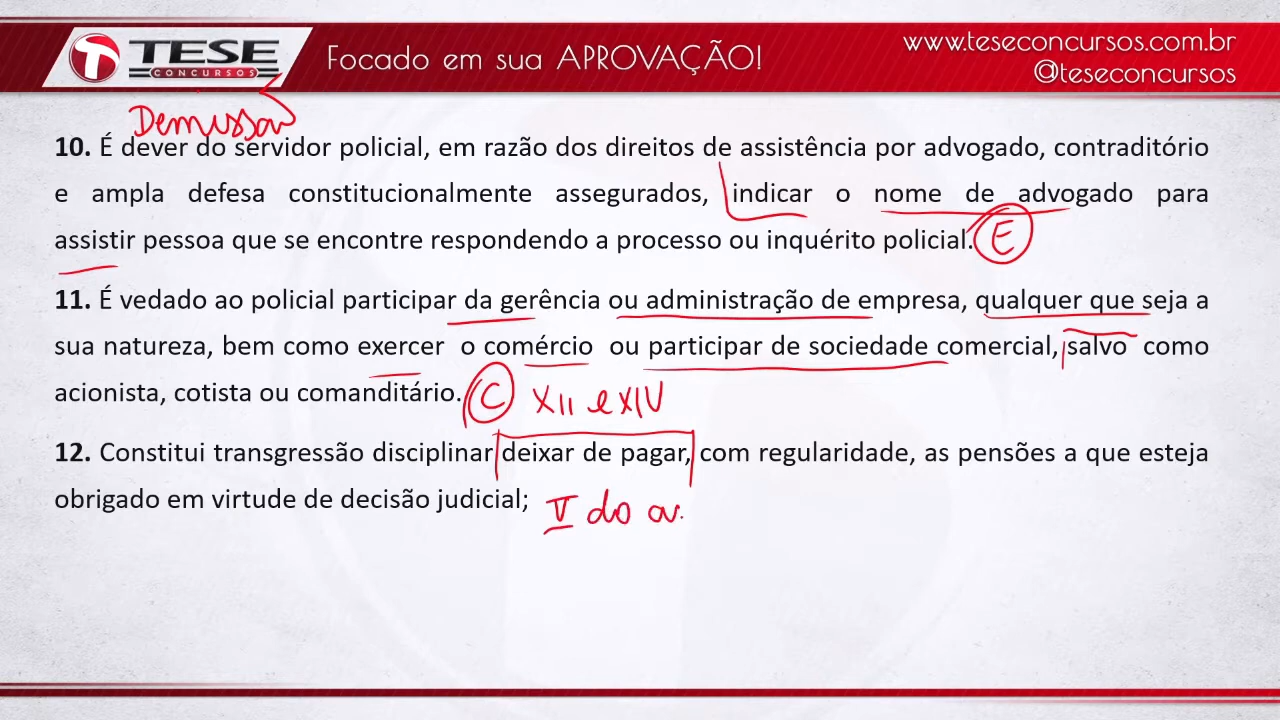 TESE
CONCURSOS
Focado em sua APROVAÇÃO!
www.teseconcursos.com.br
@teseconcursos
Demissão
10. É dever do servidor policial, em razão dos direitos de assistência por advogado, contraditório
e ampla defesa constitucionalmente assegurados, indicar o nome de advogado para
assistir pessoa que se encontre respondendo a processo ou inquérito policial. E
11. É vedado ao policial participar da gerência ou administração de empresa, qualquer que seja a
sua natureza, bem como exercer o comércio ou participar de sociedade comercial, salvo como
acionista, cotista ou comanditário. C XII e XIV
12. Constitui transgressão disciplinar deixar de pagar, com regularidade, as pensões a que esteja
obrigado em virtude de decisão judicial; V do a